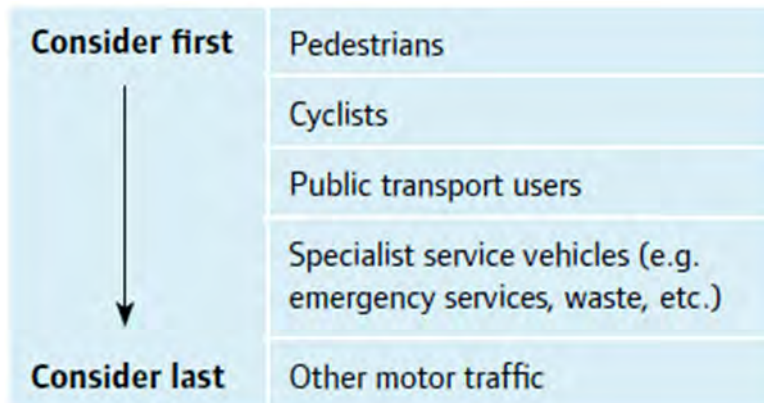 Consider first
Pedestrians
Cyclists
Public transport users
Specialist service vehicles (e.g.
emergency services, waste, etc.)
Consider last
Other motor traffic